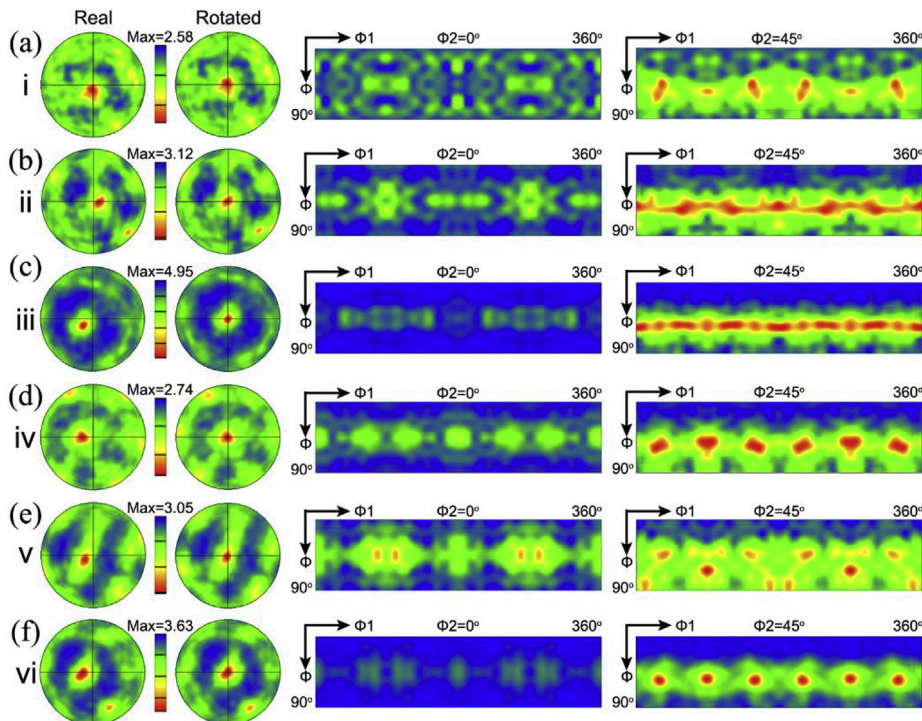 Real Rotated
(a) Max=2.58 Φ1 Φ2=0° 360° Φ1 Φ2=45° 360°
i Φ Φ
90° 90°
(b) Max=3.12 Φ1 Φ2=0° 360° Φ1 Φ2=45° 360°
ii Φ Φ
90° 90°
(c) Max=4.95 Φ1 Φ2=0° 360° Φ1 Φ2=45° 360°
iii Φ Φ
90° 90°
(d) Max=2.74 Φ1 Φ2=0° 360° Φ1 Φ2=45° 360°
iv Φ Φ
90° 90°
(e) Max=3.05 Φ1 Φ2=0° 360° Φ1 Φ2=45° 360°
v Φ Φ
90° 90°
(f) Max=3.63 Φ1 Φ2=0° 360° Φ1 Φ2=45° 360°
vi Φ Φ
90° 90°